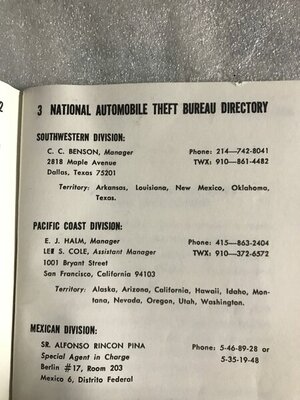 2
3 NATIONAL AUTOMOBILE THEFT BUREAU DIRECTORY
SOUTHWESTERN DIVISION:
C. C. BENSON, Manager Phone: 214—742-8041
2818 Maple Avenue TWX: 910—861-4482
Dallas, Texas 75201
Territory: Arkansas, Louisiana, New Mexico, Oklahoma,
Texas.
PACIFIC COAST DIVISION:
E. J. HALM, Manager Phone: 415—863-2404
LEE S. COLE, Assistant Manager TWX: 910—372-6572
1001 Bryant Street
San Francisco, California 94103
Territory: Alaska, Arizona, California, Hawaii, Idaho, Mon-
tana, Nevada, Oregon, Utah, Washington.
MEXICAN DIVISION:
SR. ALFONSO RINCON PINA Phone: 5-46-89-28 or
Special Agent in Charge 5-35-19-48
Berlin #17, Room 203
Mexico 6, Distrito Federal